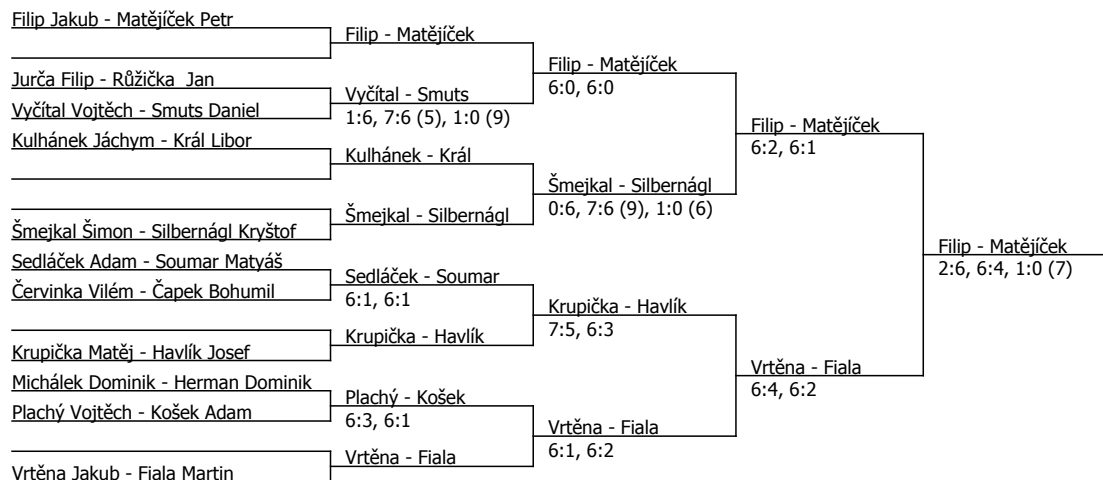 Filip Jakub - Matějíček Petr
Jurča Filip - Růžička  Jan
Vyčítal Vojtěch - Smuts Daniel
Kulhánek Jáchym - Král Libor
Šmejkal Šimon - Silbernágl Kryštof
Sedláček Adam - Soumar Matyáš
Červinka Vilém - Čapek Bohumil
Krupička Matěj - Havlík Josef
Michálek Dominik - Herman Dominik
Plachý Vojtěch - Košek Adam
Vrtěna Jakub - Fiala Martin
Filip - Matějíček
Vyčítal - Smuts
1:6, 7:6 (5), 1:0 (9)
Kulhánek - Král
Šmejkal - Silbernágl
Sedláček - Soumar
6:1, 6:1
Krupička - Havlík
Plachý - Košek
6:3, 6:1
Vrtěna - Fiala
Filip - Matějíček
6:0, 6:0
Šmejkal - Silbernágl
0:6, 7:6 (9), 1:0 (6)
Krupička - Havlík
7:5, 6:3
Vrtěna - Fiala
6:1, 6:2
Filip - Matějíček
6:2, 6:1
Vrtěna - Fiala
6:4, 6:2
Filip - Matějíček
2:6, 6:4, 1:0 (7)